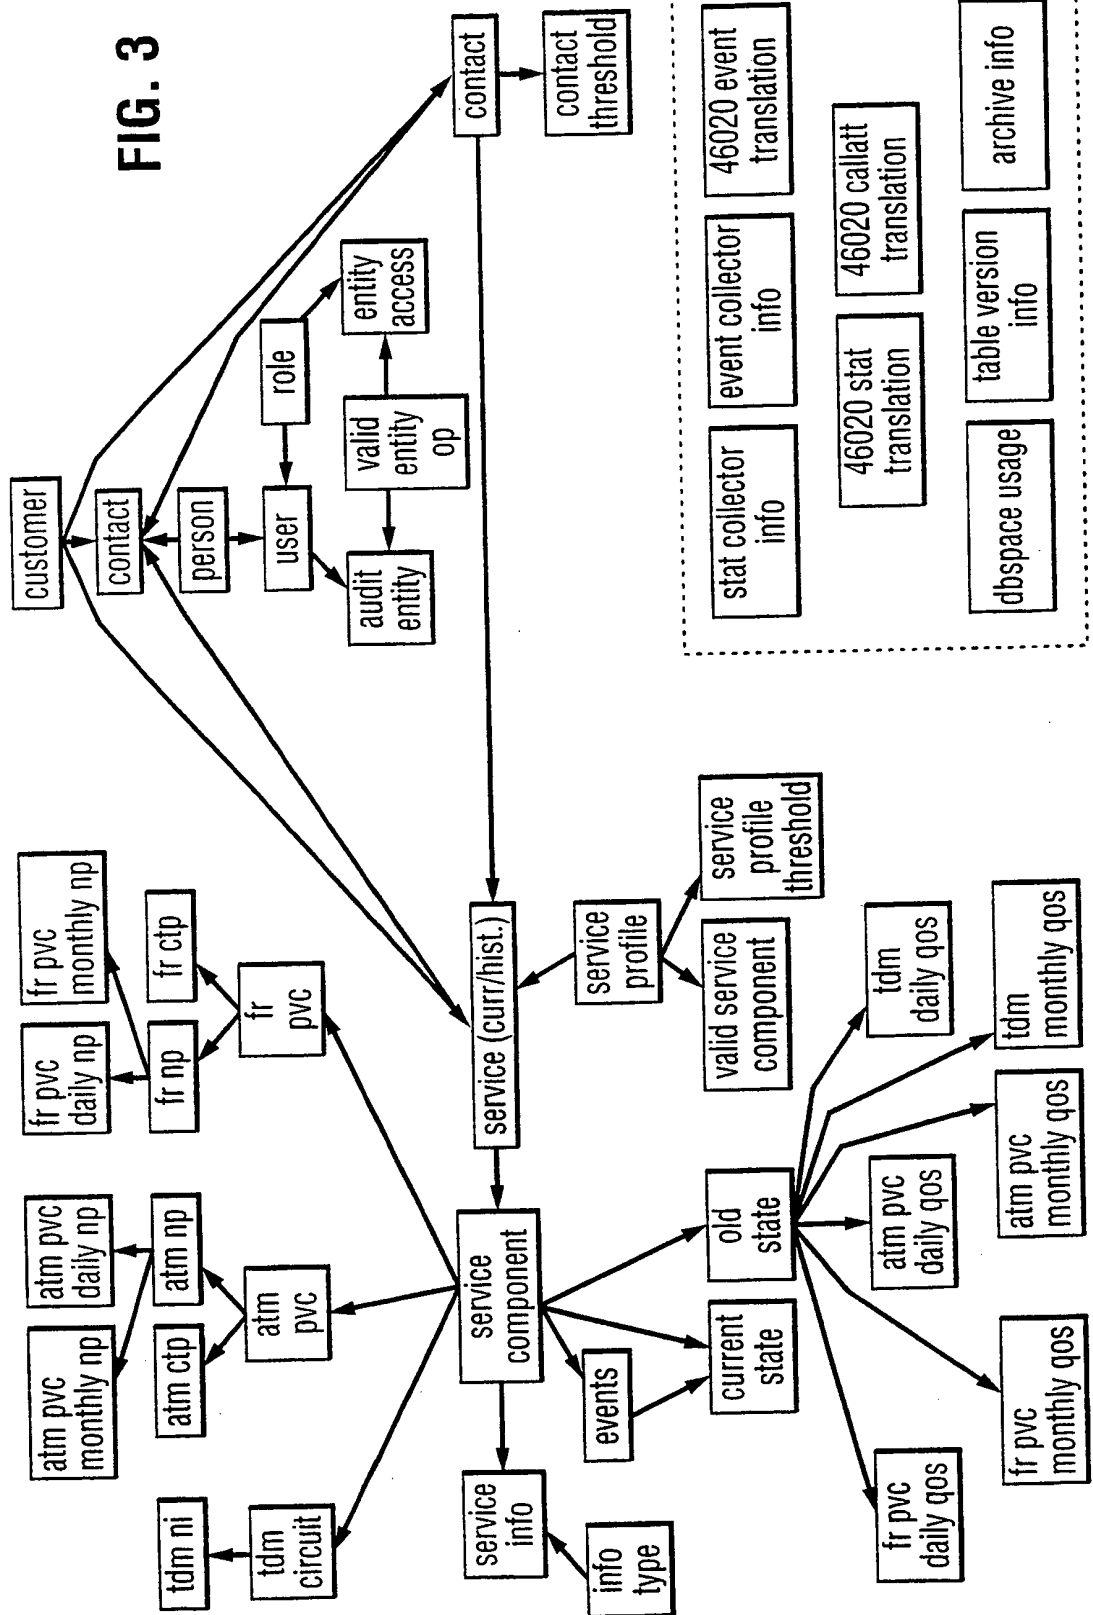 FIG. 3
customer
contact
person
user
role
audit
entity
valid
entity
op
entity
access
contact
contact
threshold
fr pvc
daily np
fr pvc
monthly np
fr np
fr ctp
fr
pvc
atm pvc
monthly np
atm pvc
daily np
atm ctp
atm np
atm
pvc
tdm ni
tdm
circuit
service
info
info
type
service
component
service (curr/hist.)
service
profile
valid service
component
service
profile
threshold
events
current
state
old
state
fr pvc
daily qos
fr pvc
monthly qos
atm pvc
daily qos
atm pvc
monthly qos
tdm
daily qos
tdm
monthly qos
stat collector
info
event collector
info
46020 event
translation
46020 stat
translation
46020 callatt
translation
dbspace usage
table version
info
archive info